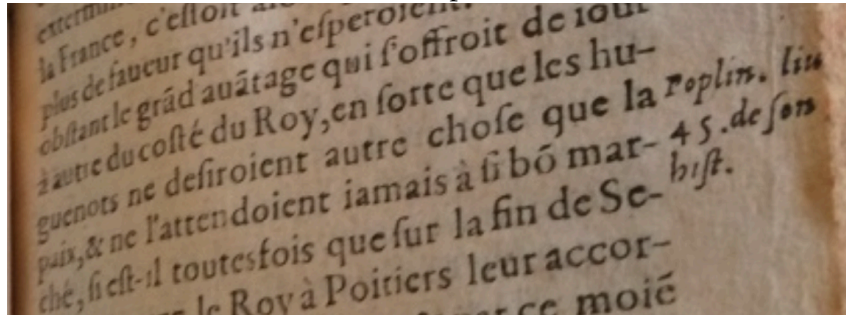 la France, c'eſtoit
plus de faueur qu'ils n'eſperoient.
obſtant le grãd auãtage qui ſ'offroit de iour
à autre du coſté du Roy, en ſorte que les hu-
guenots ne deſiroient autre choſe que la
paix, & ne l'attendoient iamais à ſi bõ mar-
ché, ſi eſt-il toutesfois que ſur la fin de Se-
le Roy à Poitiers leur accor-
ce moiẽ
Poplin. liu
45. de ſon
hiſt.